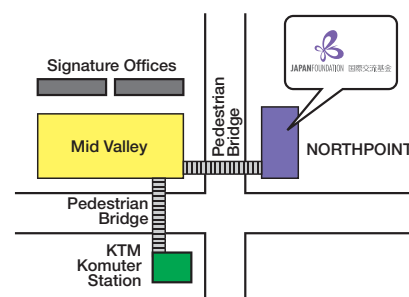 Signature Offices
JAPANFOUNDATION 国際交流基金
Mid Valley
Pedestrian
Bridge
NORTHPOINT
Pedestrian
Bridge
KTM
Komuter
Station